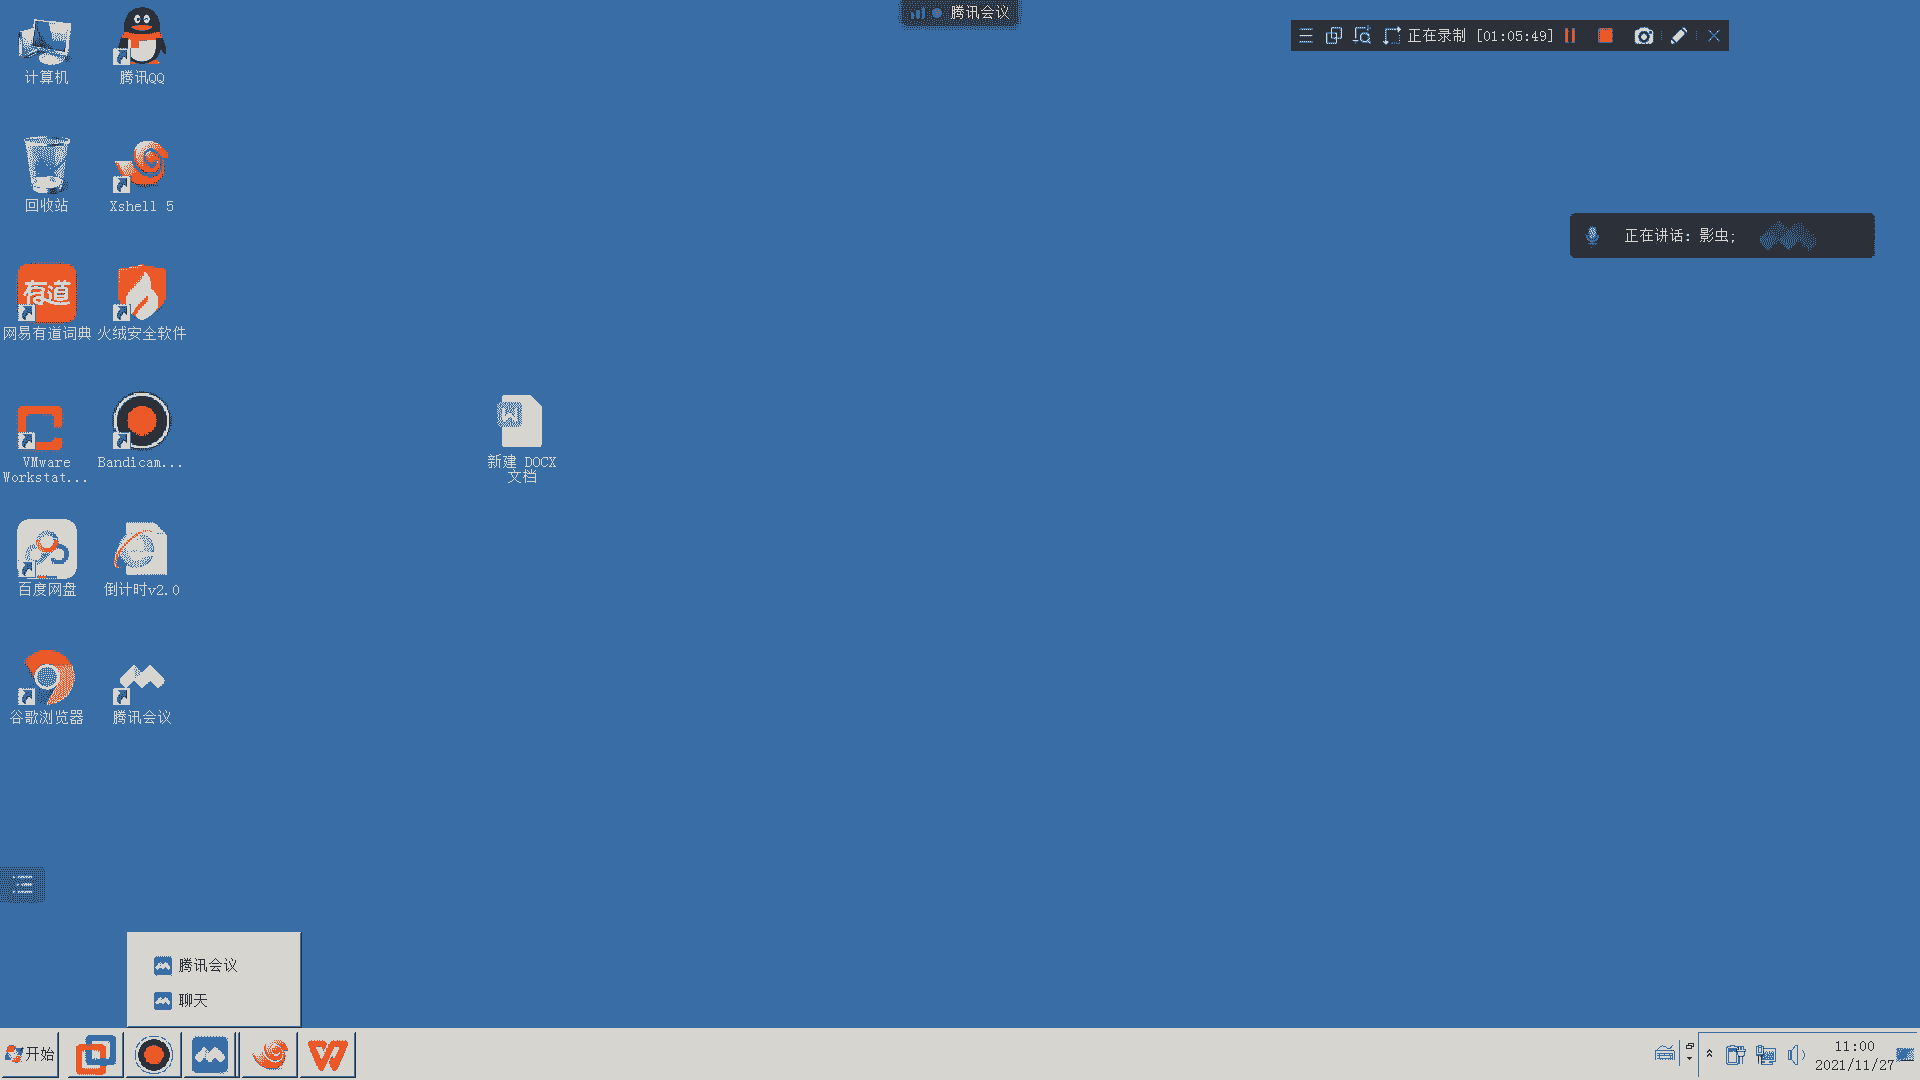 腾讯会议
正在录制 [01:05:49]
计算机
腾讯QQ
回收站
Xshell 5
正在讲话: 影虫;
有道
网易有道词典
火绒安全软件
VMware
Workstat...
Bandicam...
W
新建 DOCX
文档
百度网盘
倒计时v2.0
谷歌浏览器
腾讯会议
腾讯会议
聊天
开始
11:00
2021/11/27